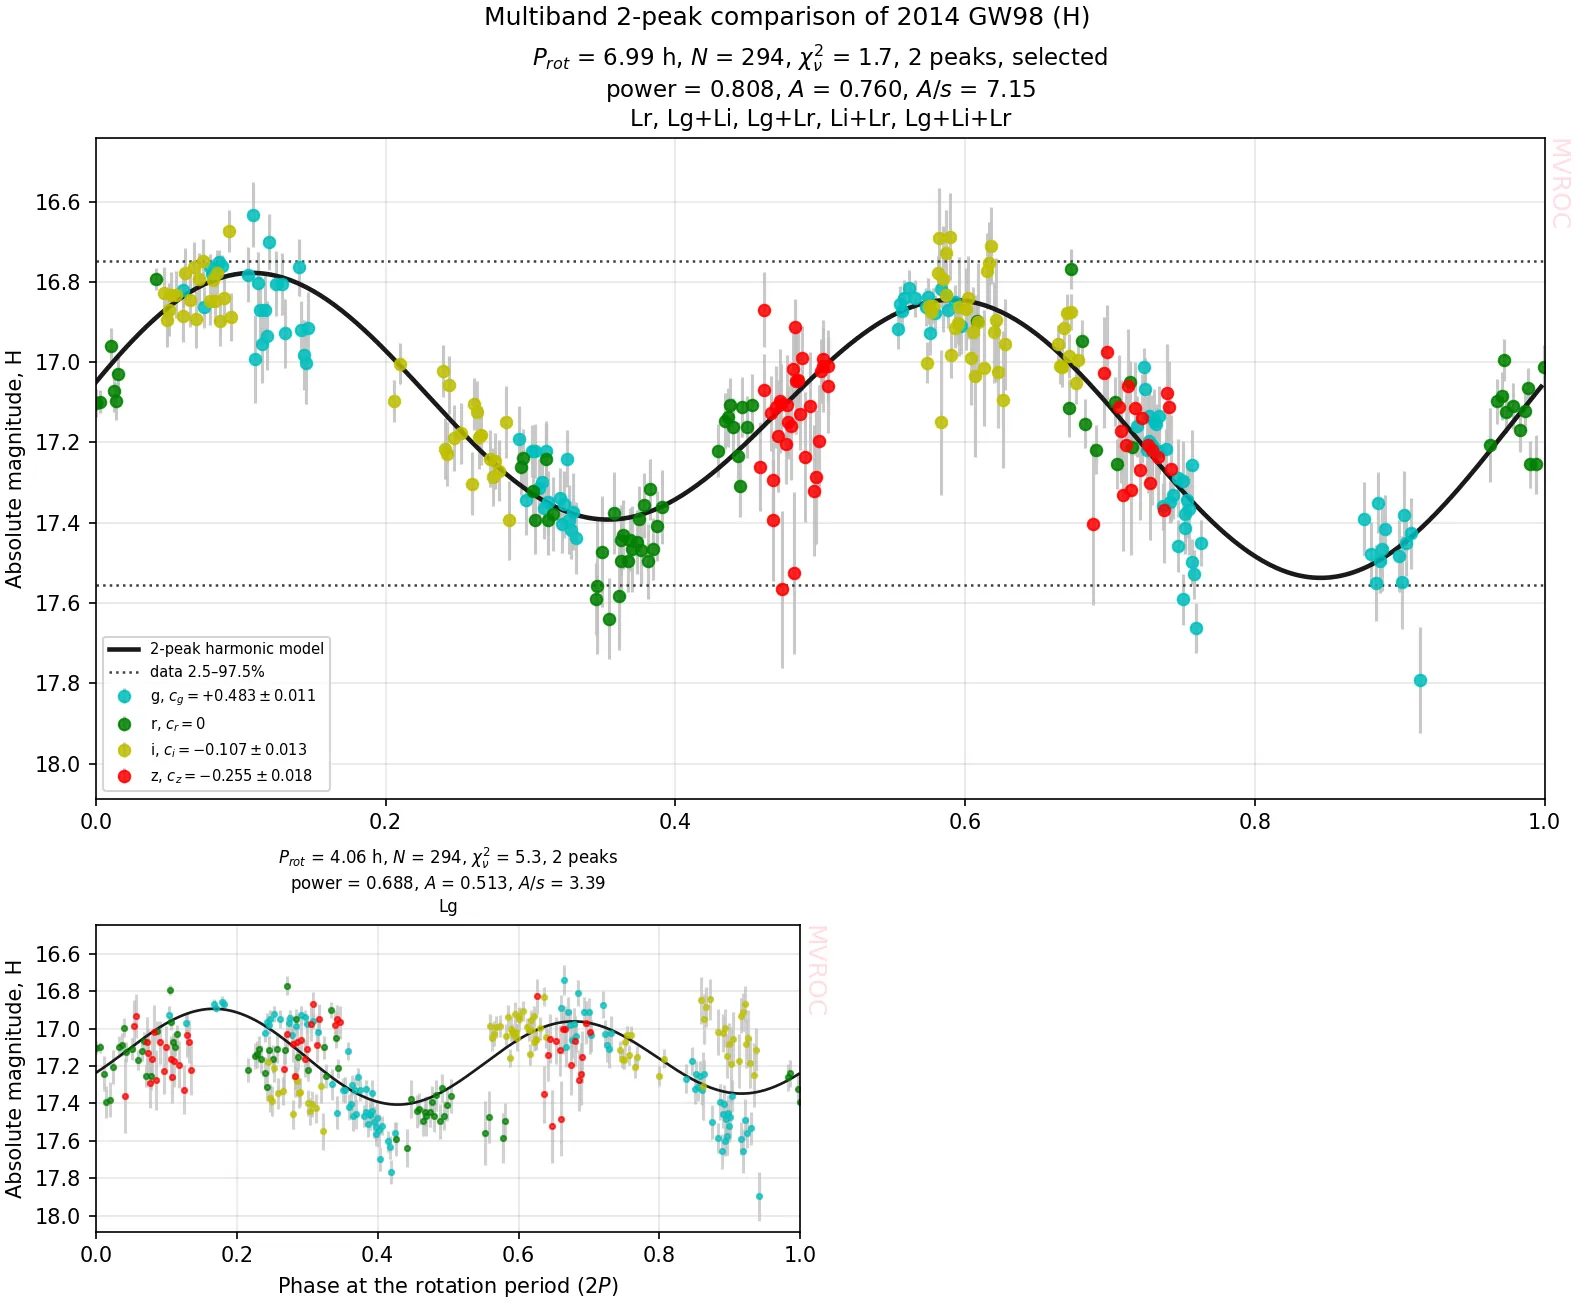 Multiband 2-peak comparison of 2014 GW98 (H)
P_rot = 6.99 h, N = 294, χ²_ν = 1.7, 2 peaks, selected
power = 0.808, A = 0.760, A/s = 7.15
Lr, Lg+Li, Lg+Lr, Li+Lr, Lg+Li+Lr
MVROC
Absolute magnitude, H
16.6
16.8
17.0
17.2
17.4
17.6
17.8
18.0
2-peak harmonic model
data 2.5–97.5%
g, c_g = +0.483 ± 0.011
r, c_r = 0
i, c_i = −0.107 ± 0.013
z, c_z = −0.255 ± 0.018
0.0 0.2 0.4 0.6 0.8 1.0
P_rot = 4.06 h, N = 294, χ²_ν = 5.3, 2 peaks
power = 0.688, A = 0.513, A/s = 3.39
Lg
MVROC
Absolute magnitude, H
16.6
16.8
17.0
17.2
17.4
17.6
17.8
18.0
0.0 0.2 0.4 0.6 0.8 1.0
Phase at the rotation period (2P)